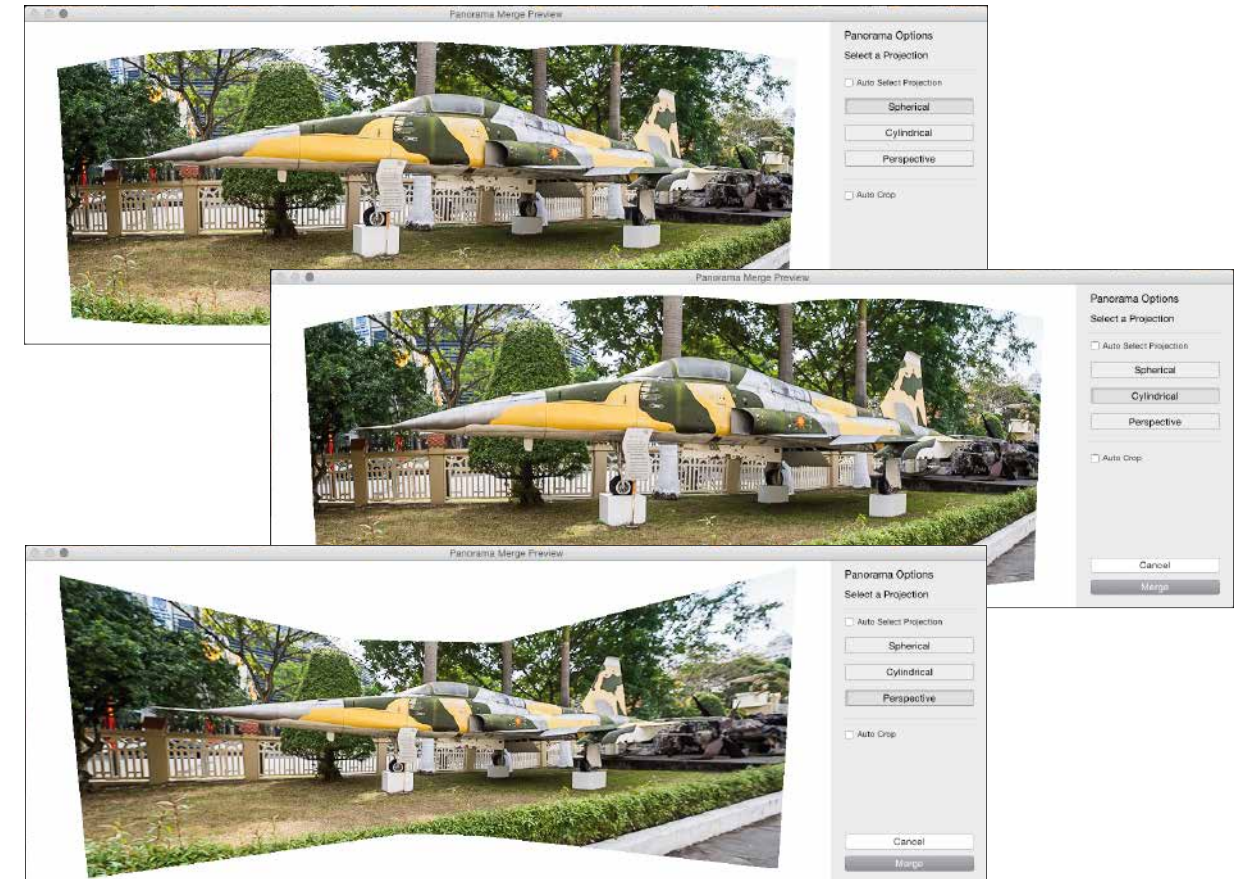 Panorama Merge Preview
Panorama Options
Select a Projection
Auto Select Projection
Spherical
Cylindrical
Perspective
Auto Crop
Panorama Merge Preview
Panorama Options
Select a Projection
Auto Select Projection
Spherical
Cylindrical
Perspective
Auto Crop
Cancel
Merge
Panorama Merge Preview
Panorama Options
Select a Projection
Auto Select Projection
Spherical
Cylindrical
Perspective
Auto Crop
Cancel
Merge